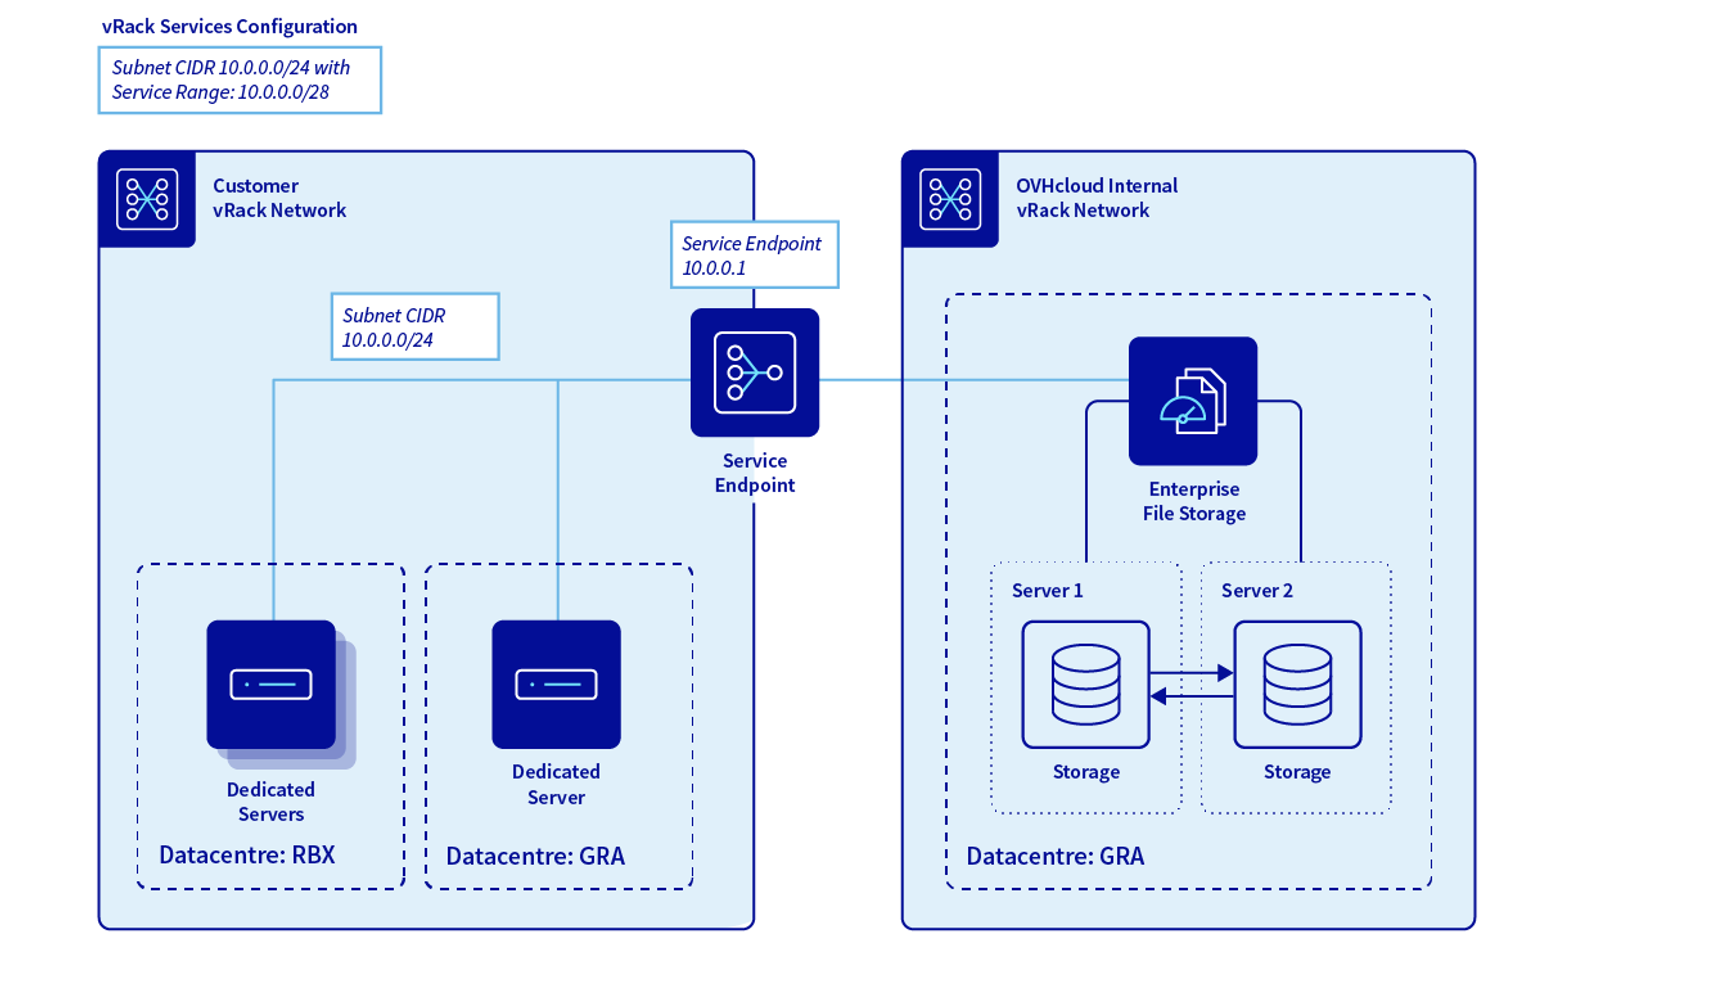 vRack Services Configuration
Subnet CIDR 10.0.0.0/24 with
Service Range: 10.0.0.0/28
Customer
vRack Network
OVHcloud Internal
vRack Network
Service Endpoint
10.0.0.1
Subnet CIDR
10.0.0.0/24
Service
Endpoint
Enterprise
File Storage
Server 1
Server 2
Storage
Storage
Dedicated
Servers
Dedicated
Server
Datacentre: RBX
Datacentre: GRA
Datacentre: GRA